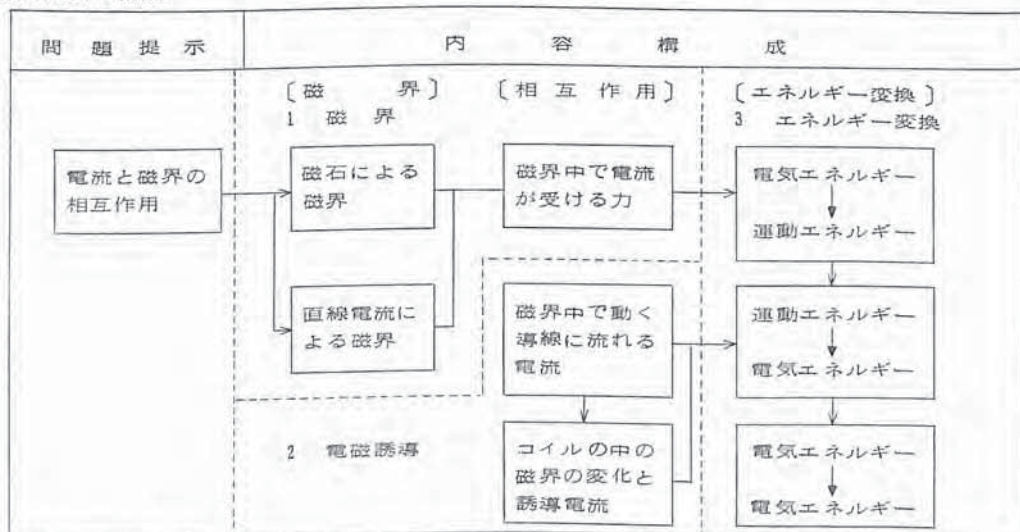 問題提示
内容構成
〔磁界〕
〔相互作用〕
〔エネルギー変換〕
1 磁界
3 エネルギー変換
電流と磁界の
相互作用
磁石による
磁界
磁界中で電流
が受ける力
電気エネルギー
運動エネルギー
直線電流に
よる磁界
磁界中で動く
導線に流れる
電流
運動エネルギー
電気エネルギー
2 電磁誘導
コイルの中の
磁界の変化と
誘導電流
電気エネルギー
電気エネルギー